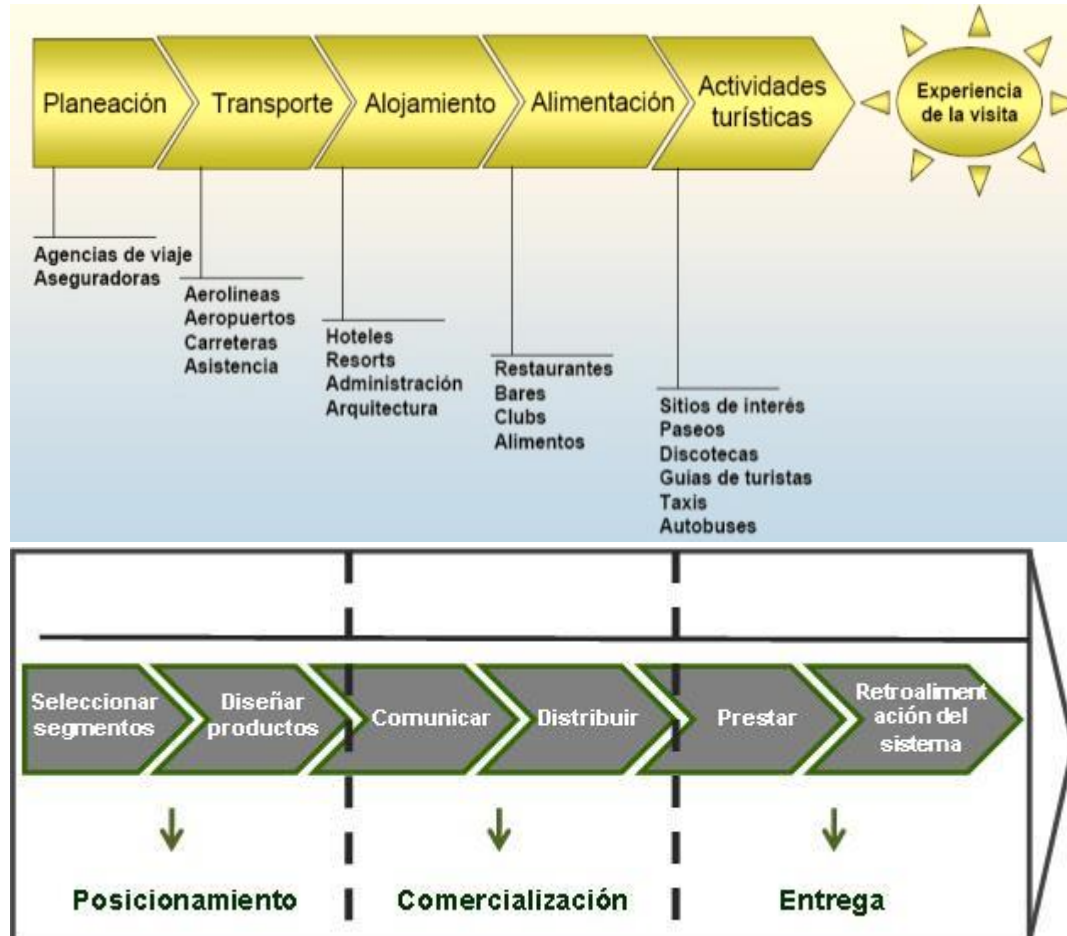 Planeación
Transporte
Alojamiento
Alimentación
Actividades
turísticas
Experiencia
de la visita
Agencias de viaje
Aseguradoras
Aerolineas
Aeropuertos
Carreteras
Asistencia
Hoteles
Resorts
Administración
Arquitectura
Restaurantes
Bares
Clubs
Alimentos
Sitios de interés
Paseos
Discotecas
Guias de turistas
Taxis
Autobuses
Seleccionar
segmentos
Diseñar
productos
Comunicar
Distribuir
Prestar
Retroaliment
ación del
sistema
Posicionamiento
Comercialización
Entrega